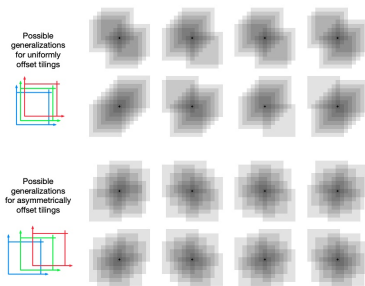 Possible
generalizations
for uniformly
offset tilings
Possible
generalizations
for asymmetrically
offset tilings